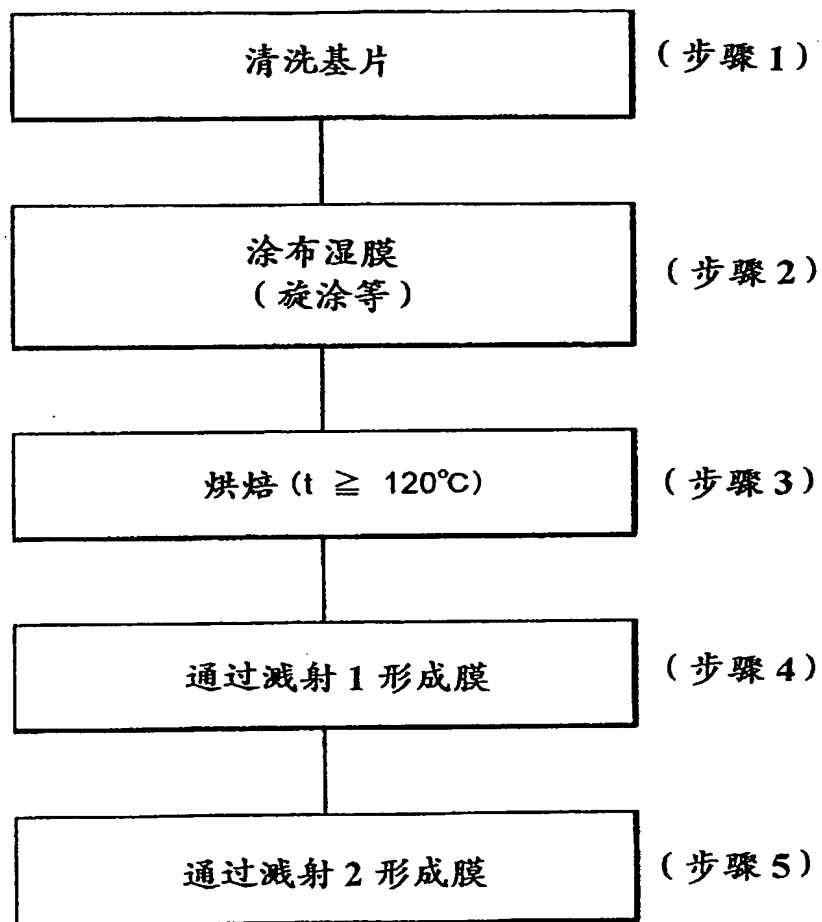 清洗基片 (步骤1)
涂布湿膜
(旋涂等) (步骤2)
烘焙 (t ≧ 120℃) (步骤3)
通过溅射 1 形成膜 (步骤4)
通过溅射 2 形成膜 (步骤5)